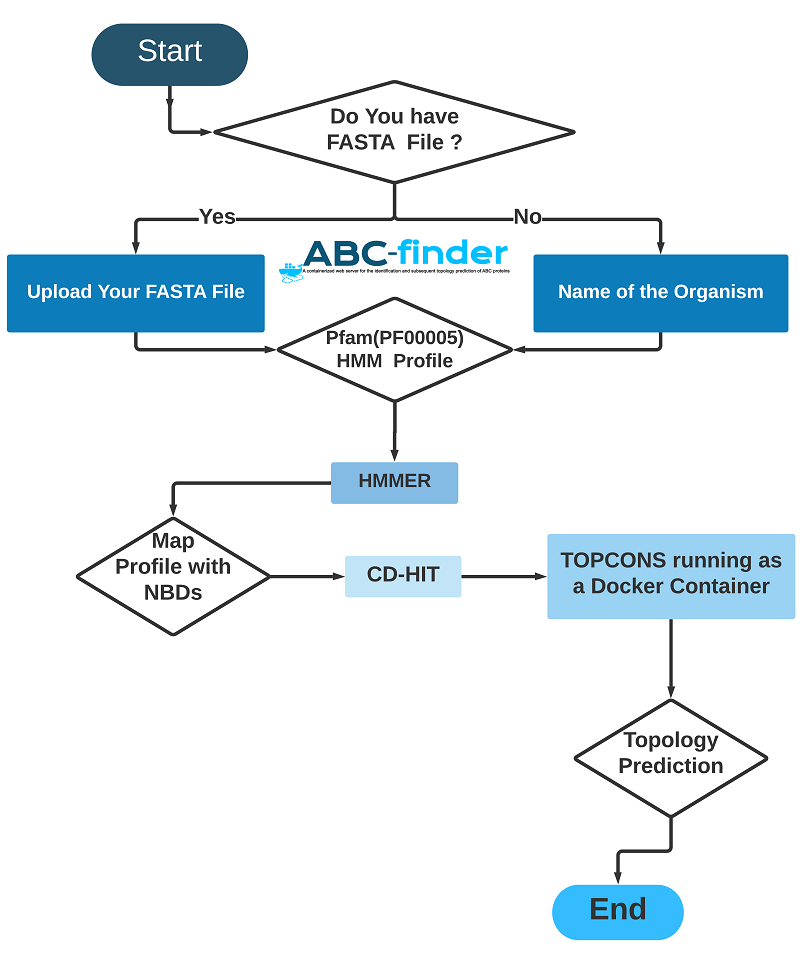 Start
Do You have
FASTA File ?
Yes
No
ABC-finder
A containerized web server for the identification and subsequent topology prediction of ABC proteins
Upload Your FASTA File
Name of the Organism
Pfam(PF00005)
HMM Profile
HMMER
Map
Profile with
NBDs
CD-HIT
TOPCONS running as
a Docker Container
Topology
Prediction
End